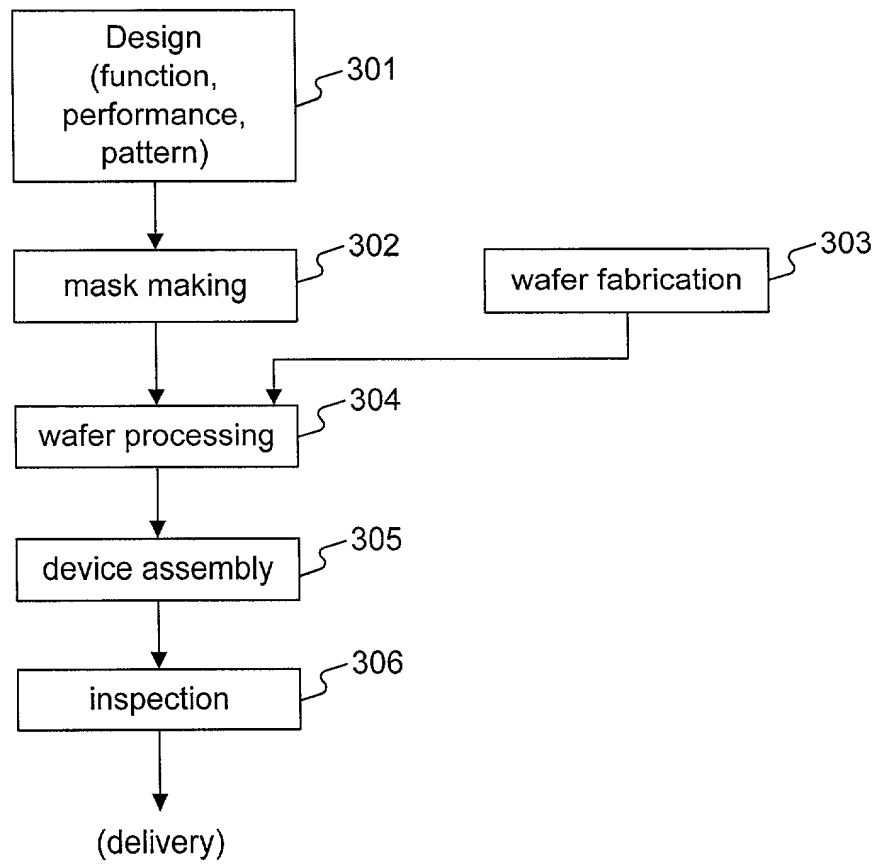 Design
(function,
performance,
pattern)
301
mask making
302
wafer fabrication
303
wafer processing
304
device assembly
305
inspection
306
(delivery)